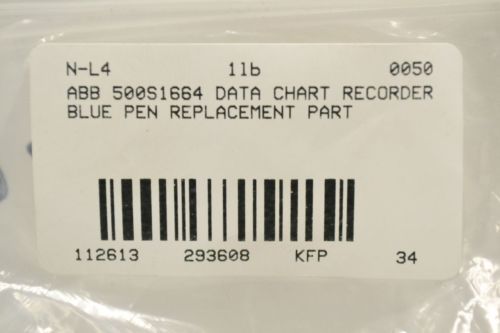 N-L4 1lb 0050
ABB 500S1664 DATA CHART RECORDER
BLUE PEN REPLACEMENT PART
112613 293608 KFP 34